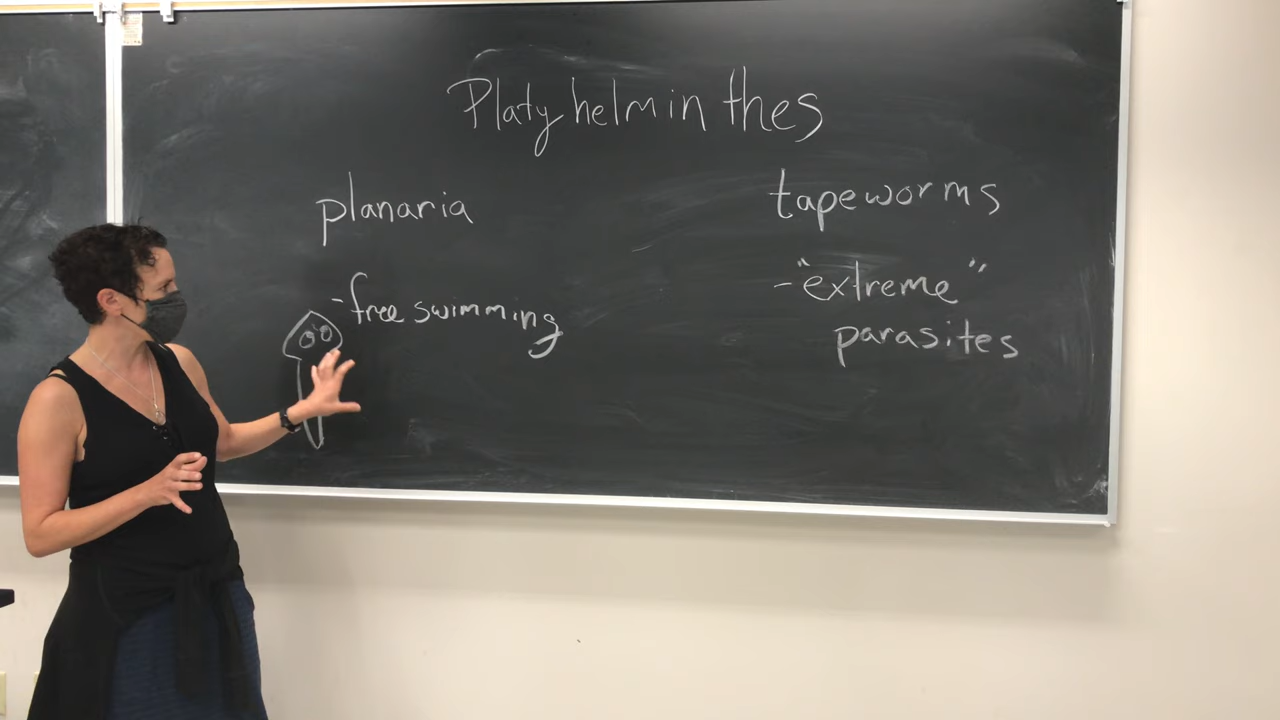 Platyhelminthes
planaria
- free swimming
tapeworms
- "extreme"
parasites